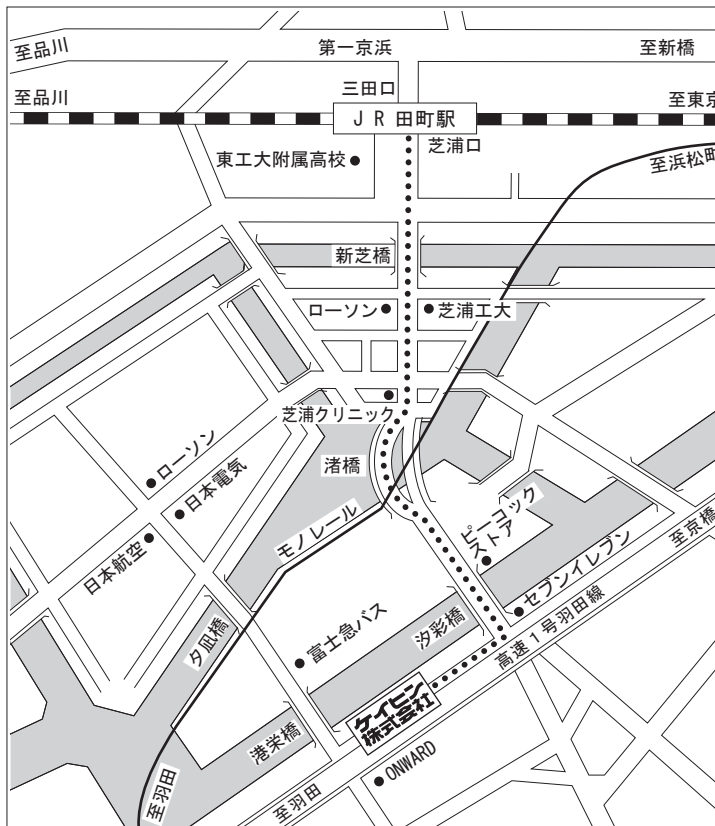 至品川
第一京浜
至新橋
至品川
三田口
JR田町駅
至東京
芝浦口
東工大附属高校
至浜松町
新芝橋
ローソン
芝浦工大
芝浦クリニック
渚橋
ローソン
日本電気
日本航空
モノレール
ピーコック
ストア
セブンイレブン
至京橋
高速1号羽田線
汐彩橋
夕凪橋
富士急バス
ケイヒン
株式会社
港栄橋
ONWARD
至羽田
至羽田